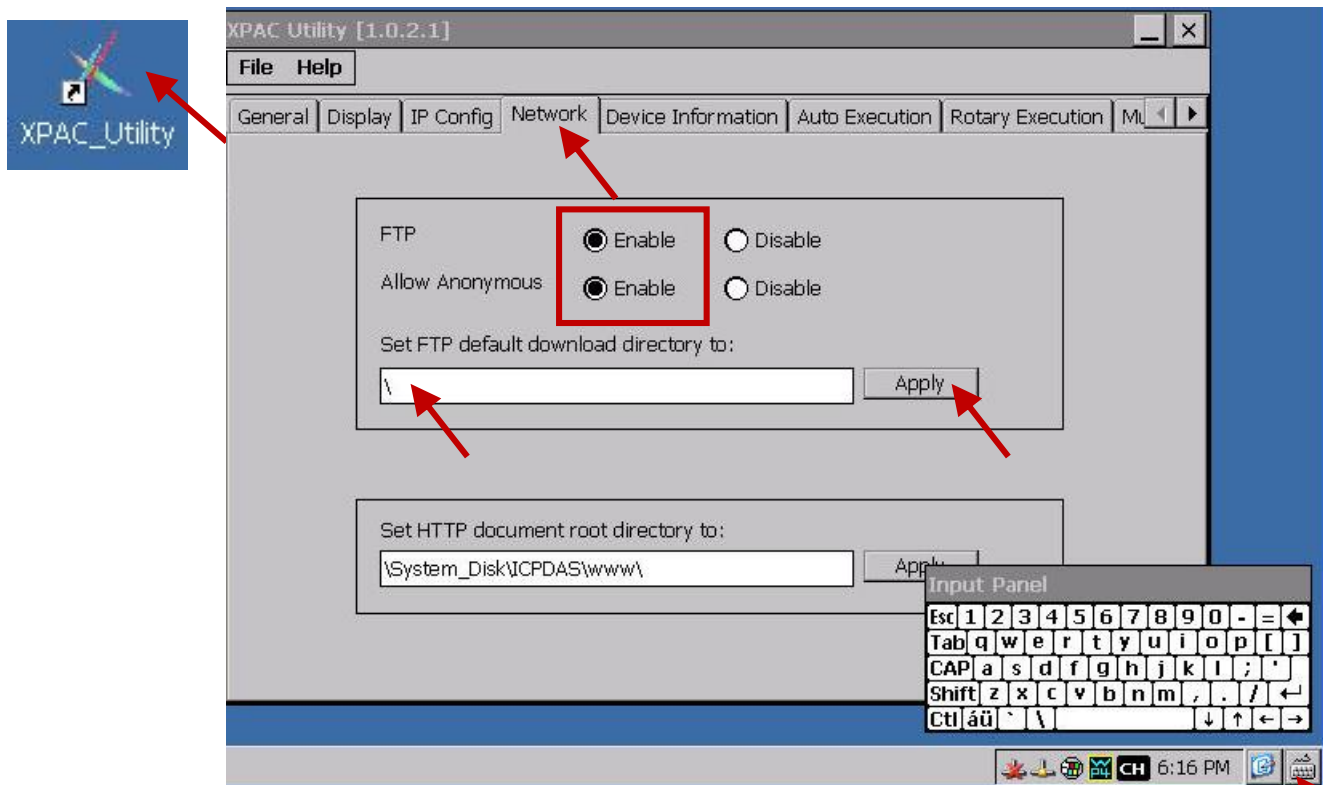 XPAC_Utility
XPAC Utility [1.0.2.1]
File Help
General Display IP Config Network Device Information Auto Execution Rotary Execution
FTP Enable Disable
Allow Anonymous Enable Disable
Set FTP default download directory to:
\ Apply
Set HTTP document root directory to:
\System_Disk\ICPDAS\www\
Input Panel
Esc 1 2 3 4 5 6 7 8 9 0 - =
Tab q w e r t y u i o p [ ]
CAP a s d f g h j k l ; '
Shift z x c v b n m , . /
Ctl áü ` \ 
CH 6:16 PM